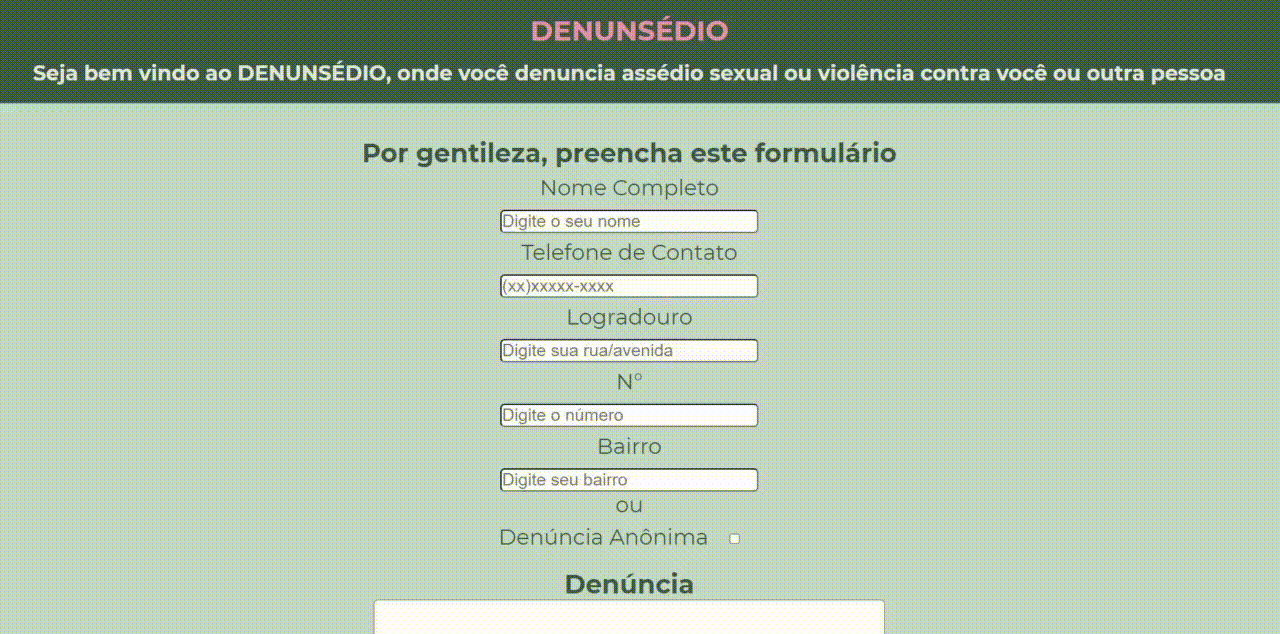 DENUNSÉDIO
Seja bem vindo ao DENUNSÉDIO, onde você denuncia assédio sexual ou violência contra você ou outra pessoa
Por gentileza, preencha este formulário
Nome Completo
Digite o seu nome
Telefone de Contato
(xx)xxxxx-xxxx
Logradouro
Digite sua rua/avenida
N°
Digite o número
Bairro
Digite seu bairro
ou
Denúncia Anônima
Denúncia